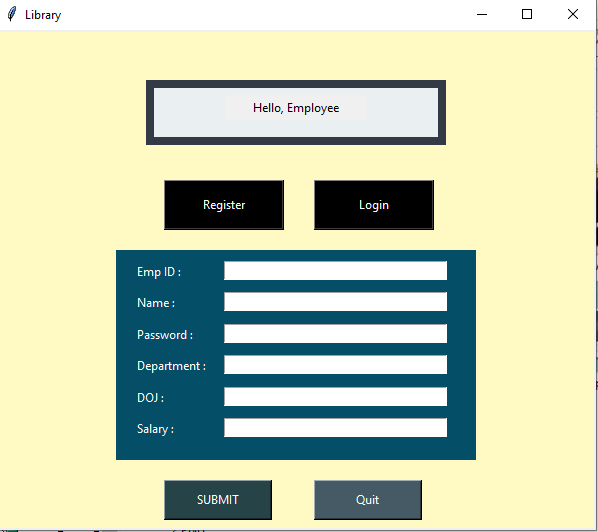 Library
Hello, Employee
Register Login
Emp ID :
Name :
Password :
Department :
DOJ :
Salary :
SUBMIT Quit